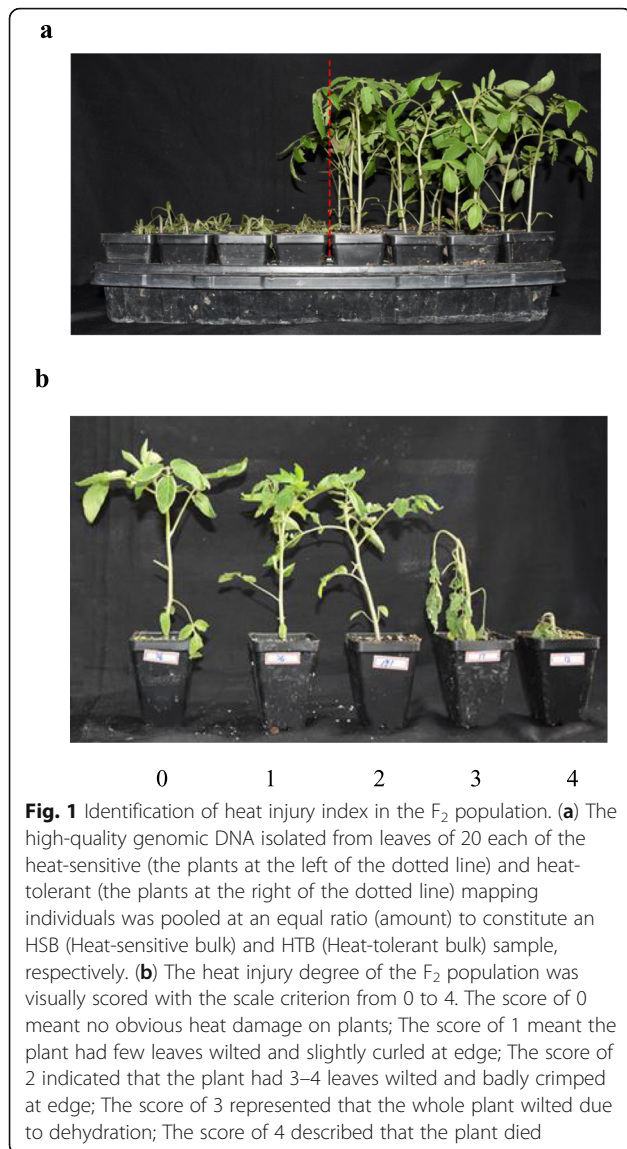 a
b
0 1 2 3 4
Fig. 1 Identification of heat injury index in the F2 population. (a) The
high-quality genomic DNA isolated from leaves of 20 each of the
heat-sensitive (the plants at the left of the dotted line) and heat-
tolerant (the plants at the right of the dotted line) mapping
individuals was pooled at an equal ratio (amount) to constitute an
HSB (Heat-sensitive bulk) and HTB (Heat-tolerant bulk) sample,
respectively. (b) The heat injury degree of the F2 population was
visually scored with the scale criterion from 0 to 4. The score of 0
meant no obvious heat damage on plants; The score of 1 meant the
plant had few leaves wilted and slightly curled at edge; The score of
2 indicated that the plant had 3–4 leaves wilted and badly crimped
at edge; The score of 3 represented that the whole plant wilted due
to dehydration; The score of 4 described that the plant died